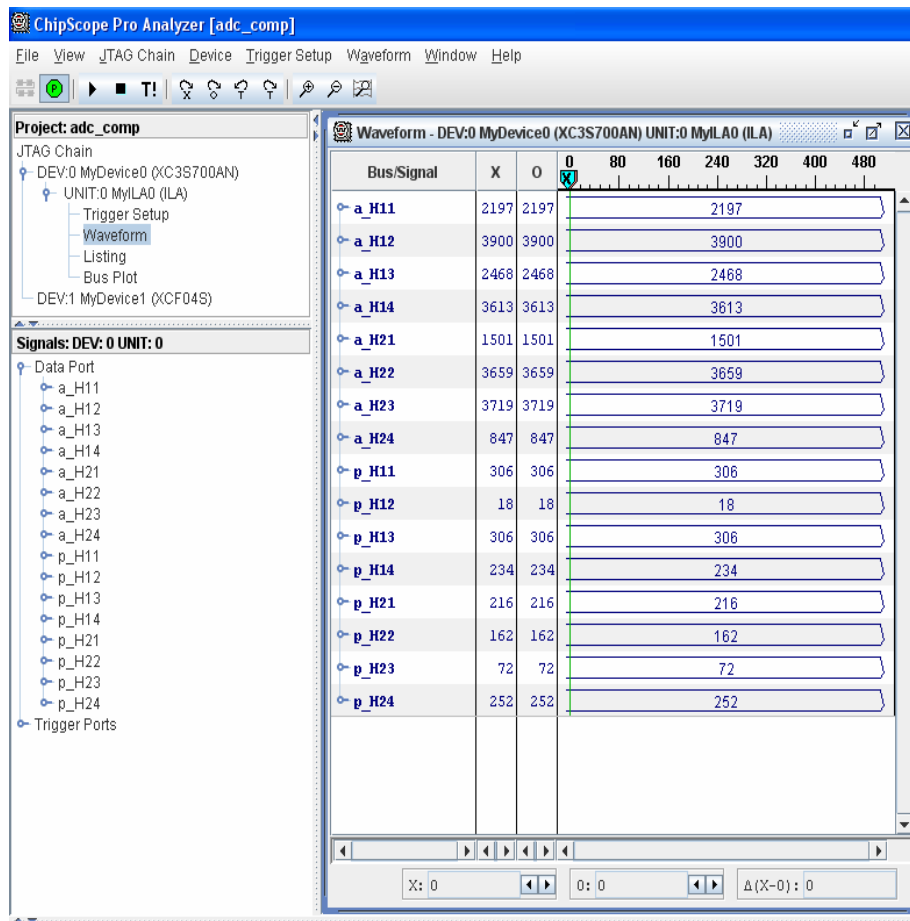 ChipScope Pro Analyzer [adc_comp]
File View JTAG Chain Device Trigger Setup Waveform Window Help
P T! X O T T
Project: adc_comp
JTAG Chain
DEV:0 MyDevice0 (XC3S700AN)
UNIT:0 MyILA0 (ILA)
Trigger Setup
Waveform
Listing
Bus Plot
DEV:1 MyDevice1 (XCF04S)
Signals: DEV: 0 UNIT: 0
Data Port
a_H11
a_H12
a_H13
a_H14
a_H21
a_H22
a_H23
a_H24
p_H11
p_H12
p_H13
p_H14
p_H21
p_H22
p_H23
p_H24
Trigger Ports
Waveform - DEV:0 MyDevice0 (XC3S700AN) UNIT:0 MyILA0 (ILA)
Bus/Signal X O 0 80 160 240 320 400 480
X
a_H11 2197 2197 2197
a_H12 3900 3900 3900
a_H13 2468 2468 2468
a_H14 3613 3613 3613
a_H21 1501 1501 1501
a_H22 3659 3659 3659
a_H23 3719 3719 3719
a_H24 847 847 847
p_H11 306 306 306
p_H12 18 18 18
p_H13 306 306 306
p_H14 234 234 234
p_H21 216 216 216
p_H22 162 162 162
p_H23 72 72 72
p_H24 252 252 252
X: 0 O: 0 Δ(X-O): 0